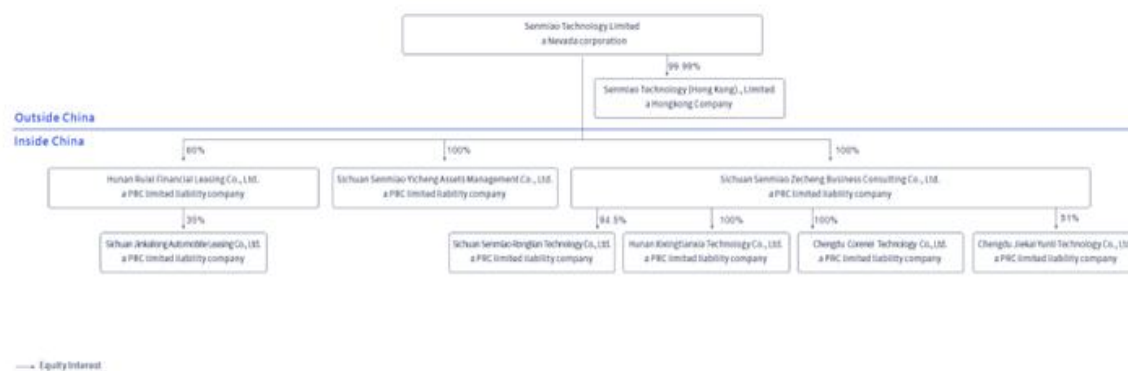 Senmiao Technology Limited
a Nevada corporation
99.99%
Senmiao Technology (Hong Kong)., Limited
a Hongkong Company
Outside China
Inside China
60%
100%
100%
Hunan Ruixi Financial Leasing Co., Ltd.
a PRC limited liability company
Sichuan Senmiao Yicheng Assets Management Co., Ltd.
a PRC limited liability company
Sichuan Senmiao Zecheng Business Consulting Co., Ltd.
a PRC limited liability company
35%
94.5%
100%
100%
51%
Sichuan Jinkailong Automobile Leasing Co., Ltd.
a PRC limited liability company
Sichuan Senmiao Ronglian Technology Co., Ltd.
a PRC limited liability company
Hunan Xixingtianxia Technology Co., Ltd.
a PRC limited liability company
Chengdu Corenel Technology Co., Ltd.
a PRC limited liability company
Chengdu Jiekai Yunli Technology Co., Ltd
a PRC limited liability company
Equity Interest